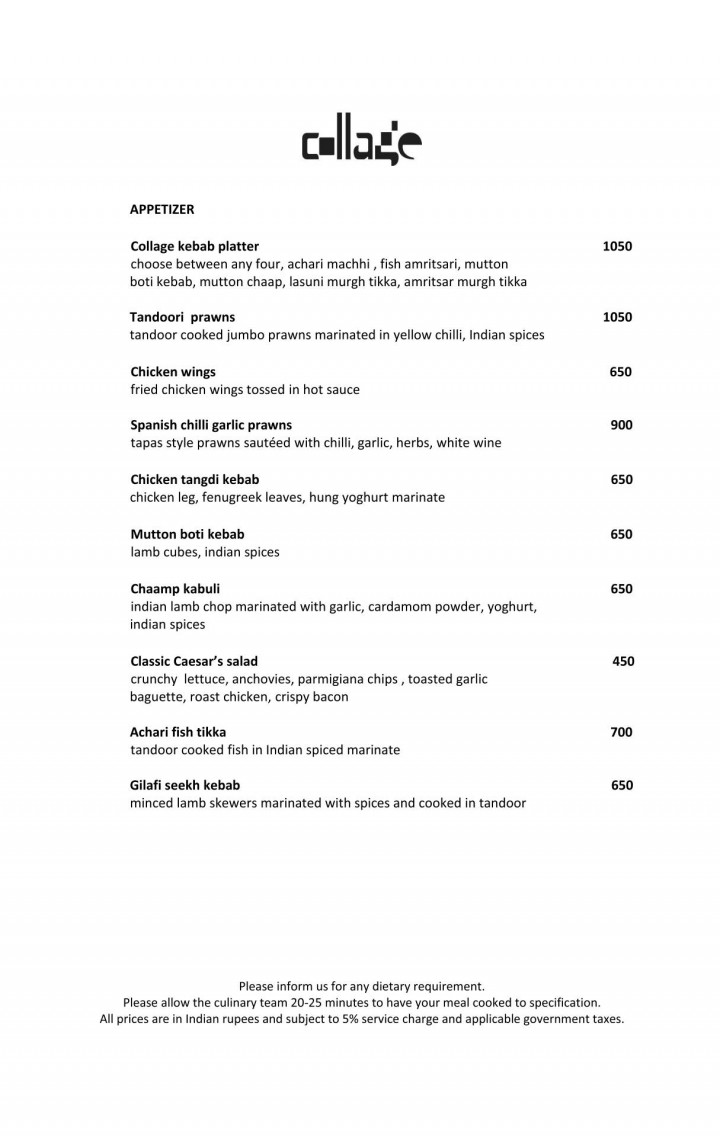 collage
APPETIZER
Collage kebab platter 1050
choose between any four, achari machhi , fish amritsari, mutton
boti kebab, mutton chaap, lasuni murgh tikka, amritsar murgh tikka
Tandoori  prawns 1050
tandoor cooked jumbo prawns marinated in yellow chilli, Indian spices
Chicken wings 650
fried chicken wings tossed in hot sauce
Spanish chilli garlic prawns 900
tapas style prawns sautéed with chilli, garlic, herbs, white wine
Chicken tangdi kebab 650
chicken leg, fenugreek leaves, hung yoghurt marinate
Mutton boti kebab 650
lamb cubes, indian spices
Chaamp kabuli 650
indian lamb chop marinated with garlic, cardamom powder, yoghurt,
indian spices
Classic Caesar’s salad 450
crunchy  lettuce, anchovies, parmigiana chips , toasted garlic
baguette, roast chicken, crispy bacon
Achari fish tikka 700
tandoor cooked fish in Indian spiced marinate
Gilafi seekh kebab 650
minced lamb skewers marinated with spices and cooked in tandoor
Please inform us for any dietary requirement.
Please allow the culinary team 20-25 minutes to have your meal cooked to specification.
All prices are in Indian rupees and subject to 5% service charge and applicable government taxes.